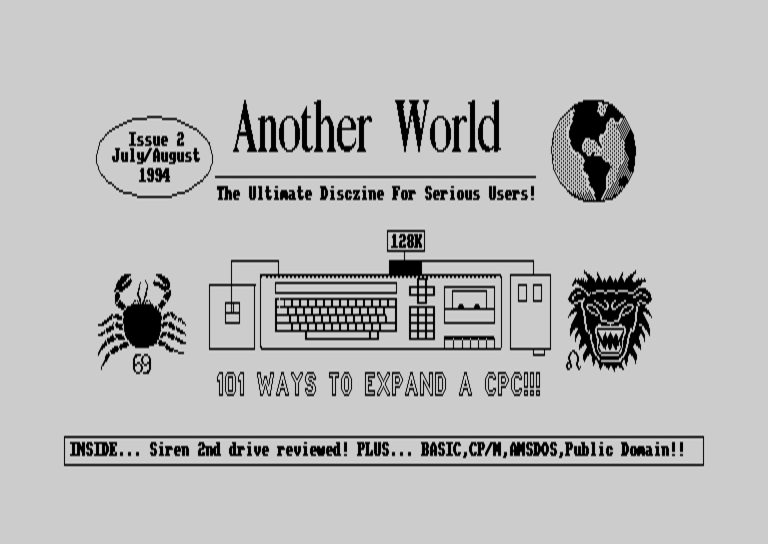 Issue 2
July/August
1994
Another World
The Ultimate Disczine For Serious Users!
128K
101 WAYS TO EXPAND A CPC!!!
INSIDE... Siren 2nd drive reviewed! PLUS... BASIC,CP/M,AMSDOS,Public Domain!!